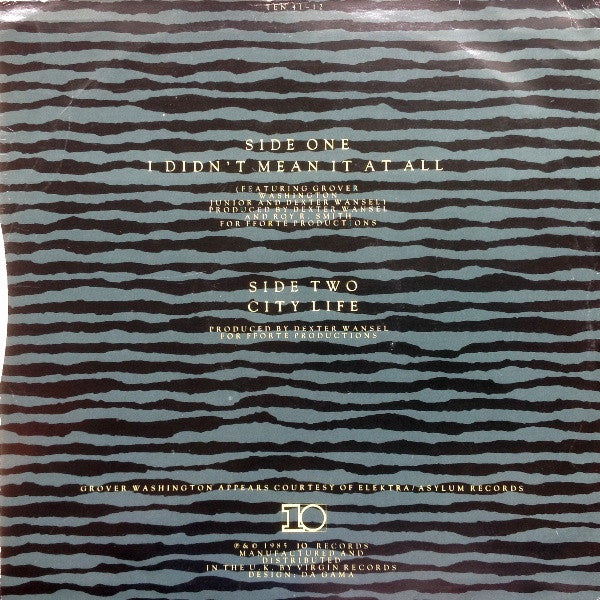 TEN 41-12
SIDE ONE
I DIDN'T MEAN IT AT ALL
(FEATURING GROVER
WASHINGTON
JUNIOR AND DEXTER WANSEL)
PRODUCED BY DEXTER WANSEL
AND ROY R. SMITH
FOR FFORTE PRODUCTIONS
SIDE TWO
CITY LIFE
PRODUCED BY DEXTER WANSEL
FOR FFORTE PRODUCTIONS
GROVER WASHINGTON APPEARS COURTESY OF ELEKTRA/ASYLUM RECORDS
10
℗ & © 1985 10 RECORDS
MANUFACTURED AND
DISTRIBUTED
IN THE U.K. BY VIRGIN RECORDS
DESIGN: DA GAMA